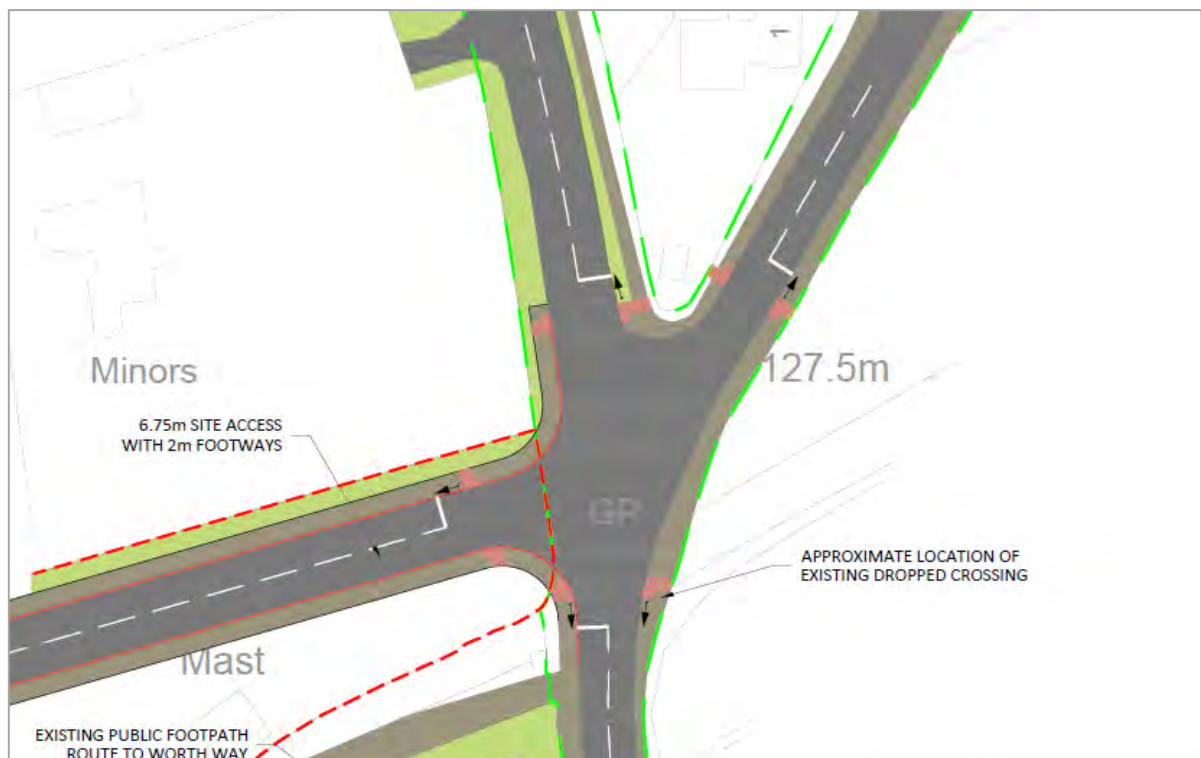 1
Minors
127.5m
6.75m SITE ACCESS
WITH 2m FOOTWAYS
GP
APPROXIMATE LOCATION OF
EXISTING DROPPED CROSSING
Mast
EXISTING PUBLIC FOOTPATH
ROUTE TO WORTH WAY